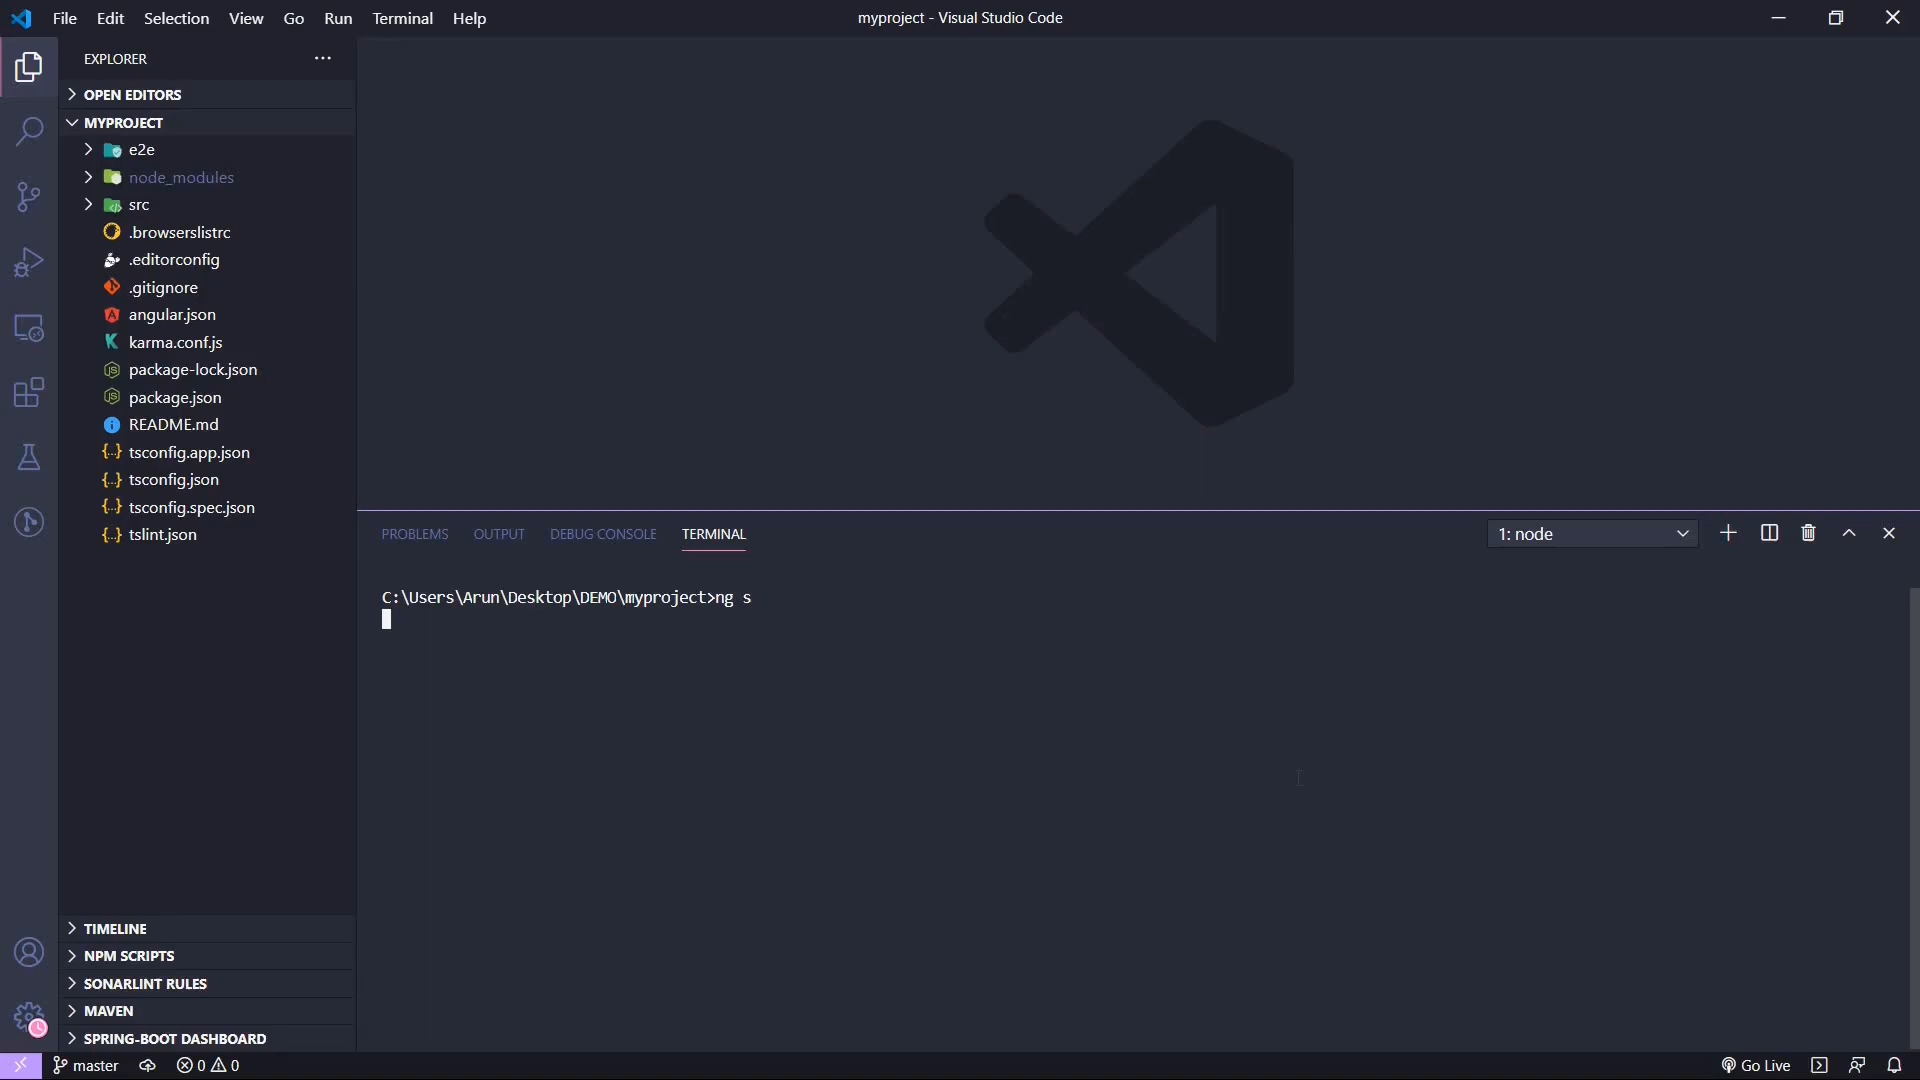 File Edit Selection View Go Run Terminal Help
myproject - Visual Studio Code
EXPLORER
OPEN EDITORS
MYPROJECT
e2e
node_modules
src
.browserslistrc
.editorconfig
.gitignore
angular.json
karma.conf.js
package-lock.json
package.json
README.md
tsconfig.app.json
tsconfig.json
tsconfig.spec.json
tslint.json
TIMELINE
NPM SCRIPTS
SONARLINT RULES
MAVEN
SPRING-BOOT DASHBOARD
PROBLEMS OUTPUT DEBUG CONSOLE TERMINAL
1: node
C:\Users\Arun\Desktop\DEMO\myproject>ng s
master 0 0
Go Live